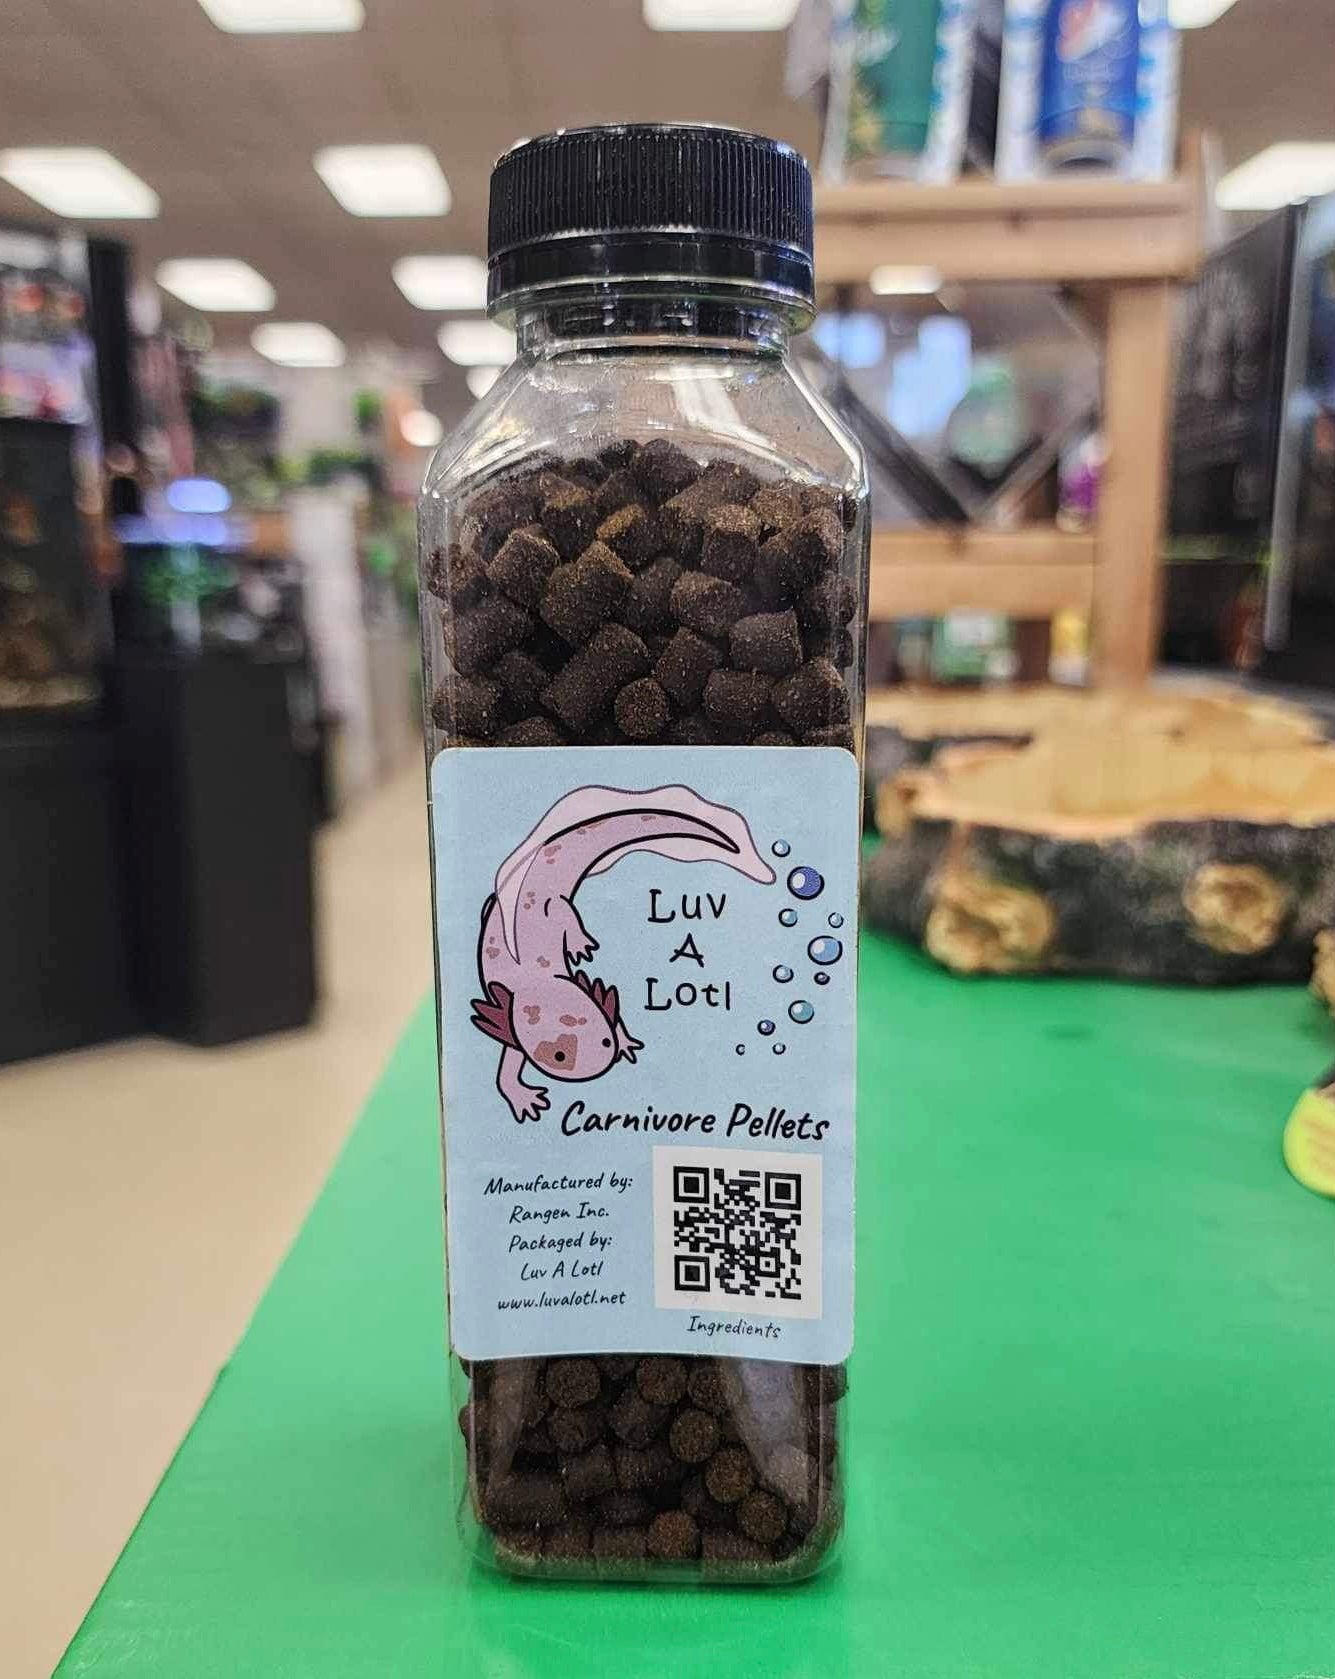 Luv
A
Lotl
Carnivore Pellets
Manufactured by:
Rangen Inc.
Packaged by:
Luv A Lotl
www.luvalotl.net
Ingredients